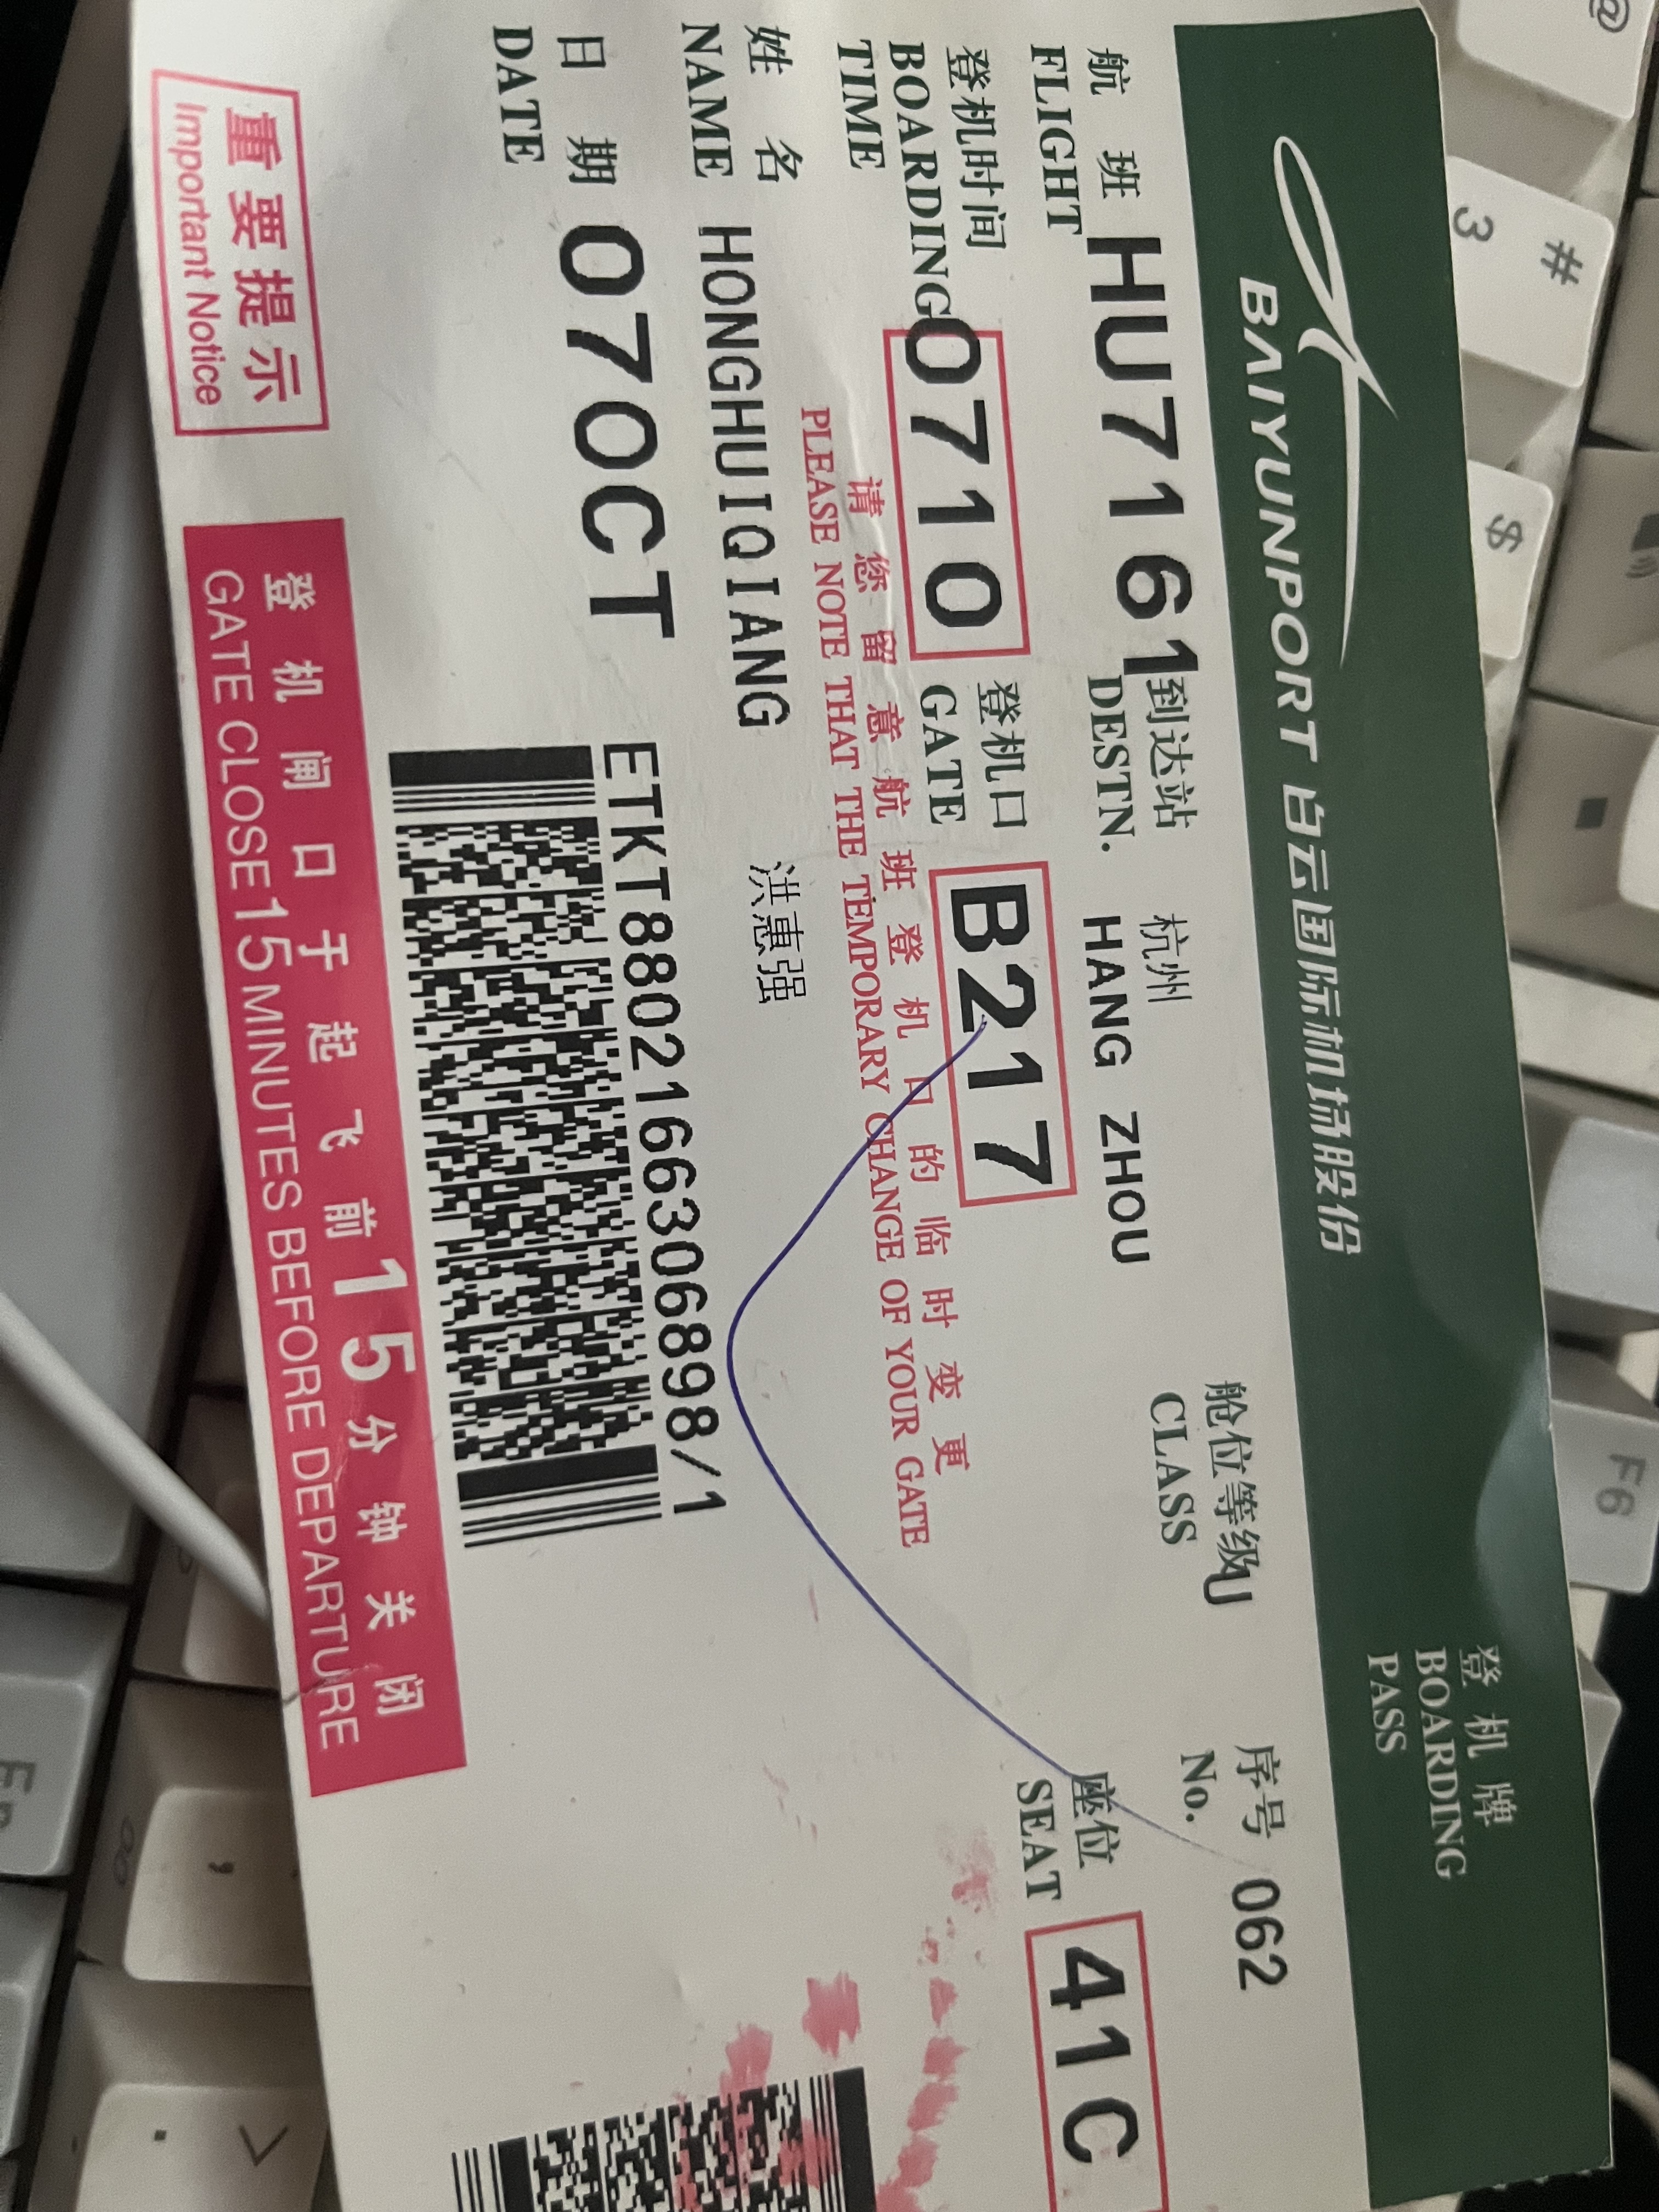 @
#
3
$
F6
登机牌
BOARDING
PASS
BAIYUNPORT 白云国际机场股份
航 班 HU7161
FLIGHT
到达站 杭州
DESTN. HANG ZHOU
舱位等级 U
CLASS
序号 062
No.
座位 41C
SEAT
登机时间 0710
BOARDING
TIME
登机口 B217
GATE
请您留意航班登机口的临时变更
PLEASE NOTE THAT THE TEMPORARY CHANGE OF YOUR GATE
姓 名
NAME HONGHUIQIANG 洪惠强
日 期 07OCT
DATE
ETKT8802166306898/1
登机闸口于起飞前15分钟关闭
GATE CLOSE 15 MINUTES BEFORE DEPARTURE
重要提示
Important Notice
,
>
.